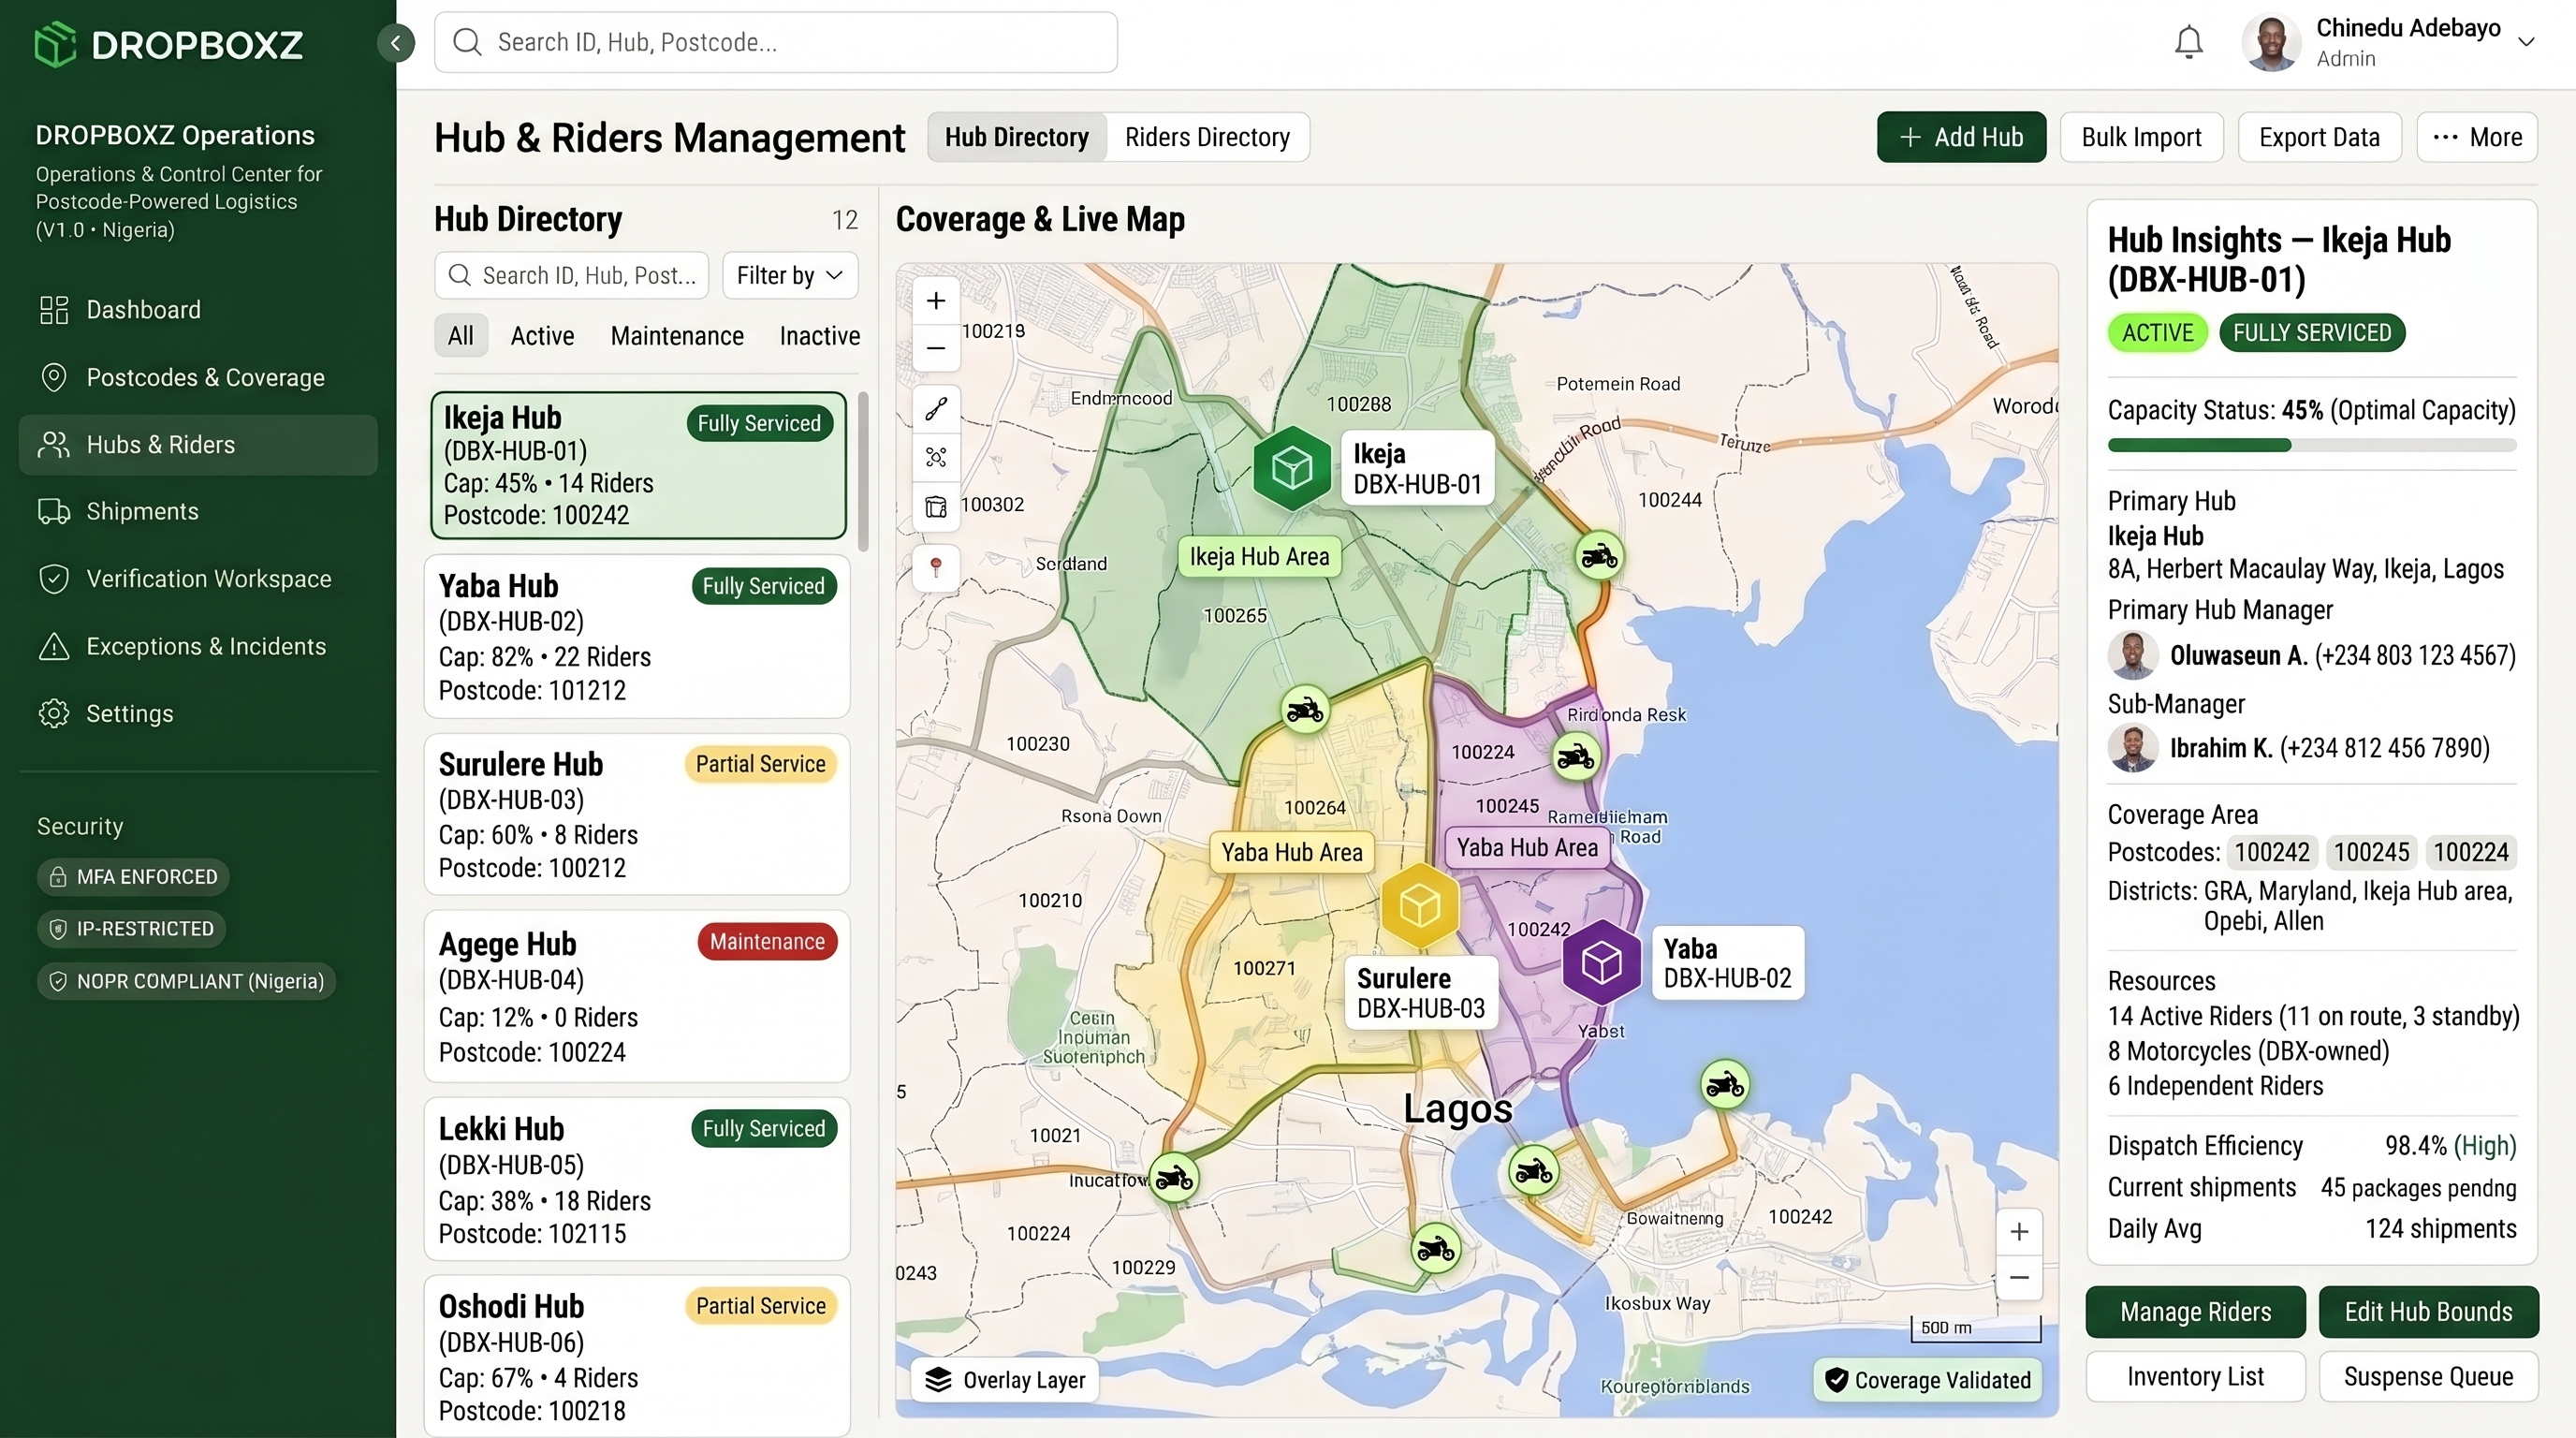 DROPBOXZ
DROPBOXZ Operations
Operations & Control Center for
Postcode-Powered Logistics
(V1.0 • Nigeria)
Dashboard
Postcodes & Coverage
Hubs & Riders
Shipments
Verification Workspace
Exceptions & Incidents
Settings
Security
MFA ENFORCED
IP-RESTRICTED
NOPR COMPLIANT (Nigeria)
Search ID, Hub, Postcode...
Chinedu Adebayo
Admin
Hub & Riders Management
Hub Directory
Riders Directory
+ Add Hub
Bulk Import
Export Data
··· More
Hub Directory
12
Search ID, Hub, Post...
Filter by
All
Active
Maintenance
Inactive
Ikeja Hub
Fully Serviced
(DBX-HUB-01)
Cap: 45% • 14 Riders
Postcode: 100242
Yaba Hub
Fully Serviced
(DBX-HUB-02)
Cap: 82% • 22 Riders
Postcode: 101212
Surulere Hub
Partial Service
(DBX-HUB-03)
Cap: 60% • 8 Riders
Postcode: 100212
Agege Hub
Maintenance
(DBX-HUB-04)
Cap: 12% • 0 Riders
Postcode: 100224
Lekki Hub
Fully Serviced
(DBX-HUB-05)
Cap: 38% • 18 Riders
Postcode: 102115
Oshodi Hub
Partial Service
(DBX-HUB-06)
Cap: 67% • 4 Riders
Postcode: 100218
Coverage & Live Map
+
−
100219
100302
100288
Potemein Road
Road
Terunze
100244
Ikeja
DBX-HUB-01
Ikeja Hub Area
100265
Serdland
100230
Rsona Down
100210
100264
Yaba Hub Area
100271
100224
100245
Rirdonda Resk
Road
Yaba Hub Area
100242
Surulere
DBX-HUB-03
Yaba
DBX-HUB-02
Yabst
Lagos
5
10021
100224
100229
0243
Bowaitneng
100242
Ikosbux Way
+
−
500 m
Overlay Layer
Coverage Validated
Hub Insights — Ikeja Hub
(DBX-HUB-01)
ACTIVE
FULLY SERVICED
Capacity Status: 45% (Optimal Capacity)
Primary Hub
Ikeja Hub
8A, Herbert Macaulay Way, Ikeja, Lagos
Primary Hub Manager
Oluwaseun A. (+234 803 123 4567)
Sub-Manager
Ibrahim K. (+234 812 456 7890)
Coverage Area
Postcodes: 100242 100245 100224
Districts: GRA, Maryland, Ikeja Hub area,
Opebi, Allen
Resources
14 Active Riders (11 on route, 3 standby)
8 Motorcycles (DBX-owned)
6 Independent Riders
Dispatch Efficiency 98.4% (High)
Current shipments 45 packages pendng
Daily Avg 124 shipments
Manage Riders
Edit Hub Bounds
Inventory List
Suspense Queue